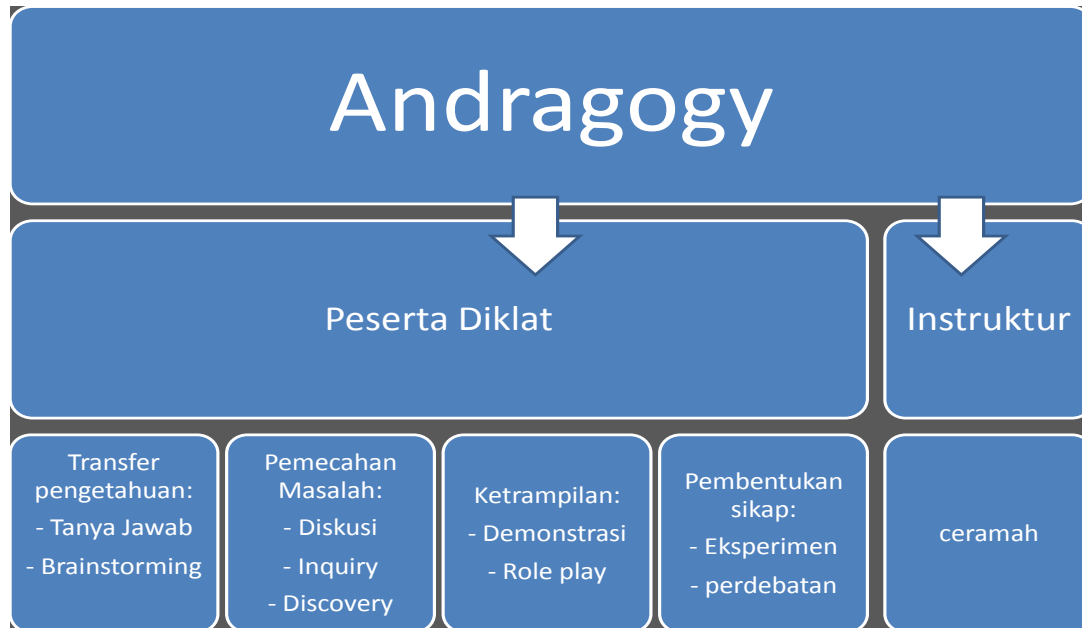 Andragogy
Peserta Diklat
Instruktur
Transfer
pengetahuan:
- Tanya Jawab
- Brainstorming
Pemecahan
Masalah:
- Diskusi
- Inquiry
- Discovery
Ketrampilan:
- Demonstrasi
- Role play
Pembentukan
sikap:
- Eksperimen
- perdebatan
ceramah